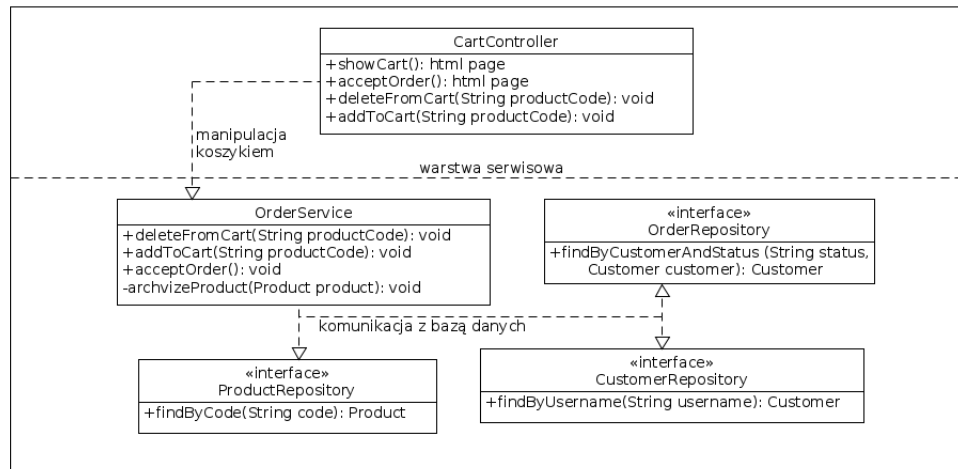 CartController
+showCart(): html page
+acceptOrder(): html page
+deleteFromCart(String productCode): void
+addToCart(String productCode): void
manipulacja
koszykiem
warstwa serwisowa
OrderService
+deleteFromCart(String productCode): void
+addToCart(String productCode): void
+acceptOrder(): void
-archvizeProduct(Product product): void
«interface»
OrderRepository
+findByCustomerAndStatus (String status,
Customer customer): Customer
komunikacja z bazą danych
«interface»
ProductRepository
+findByCode(String code): Product
«interface»
CustomerRepository
+findByUsername(String username): Customer